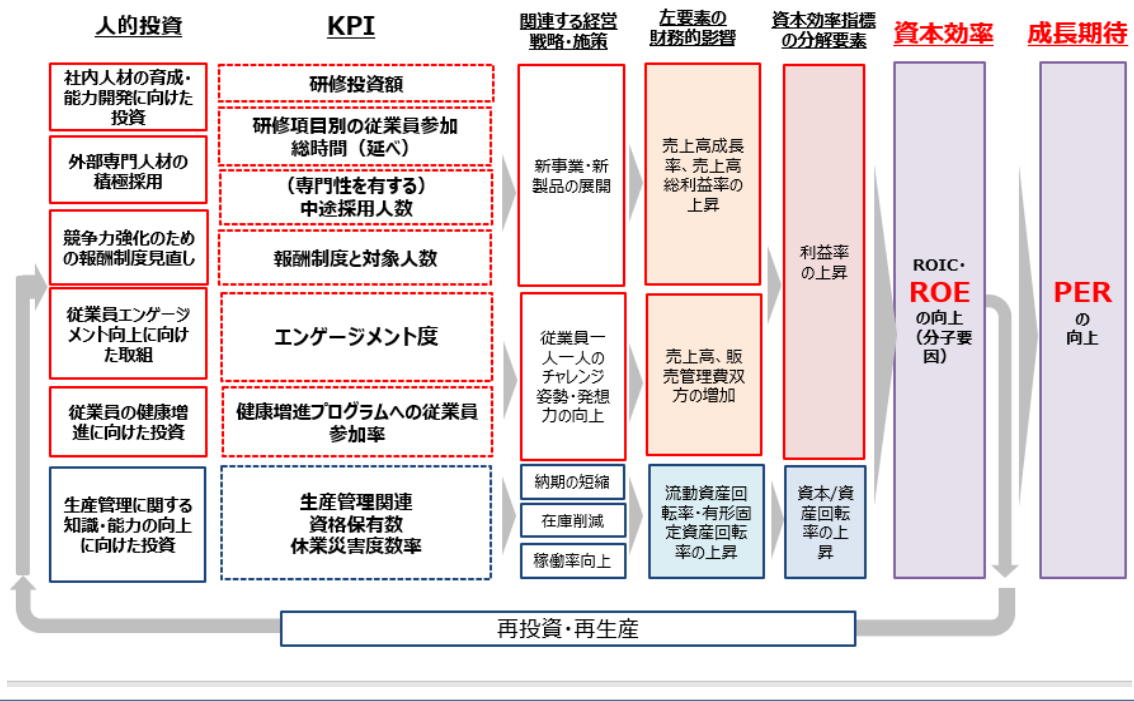 人的投資
KPI
関連する経営
戦略・施策
左要素の
財務的影響
資本効率指標
の分解要素
資本効率
成長期待
社内人材の育成・
能力開発に向けた
投資
外部専門人材の
積極採用
競争力強化のため
の報酬制度見直し
従業員エンゲージ
メント向上に向け
た取組
従業員の健康増
進に向けた投資
生産管理に関する
知識・能力の向上
に向けた投資
研修投資額
研修項目別の従業員参加
総時間（延べ）
（専門性を有する）
中途採用人数
報酬制度と対象人数
エンゲージメント度
健康増進プログラムへの従業員
参加率
生産管理関連
資格保有数
休業災害度数率
新事業・新
製品の展開
従業員一
人一人の
チャレンジ
姿勢・発想
力の向上
納期の短縮
在庫削減
稼働率向上
売上高成長
率、売上高
総利益率の
上昇
売上高、販
売管理費双
方の増加
流動資産回
転率・有形固
定資産回転
率の上昇
利益率
の上昇
資本/資
産回転
率の上
昇
ROIC・
ROE
の向上
（分子要
因）
PER
の
向上
再投資・再生産